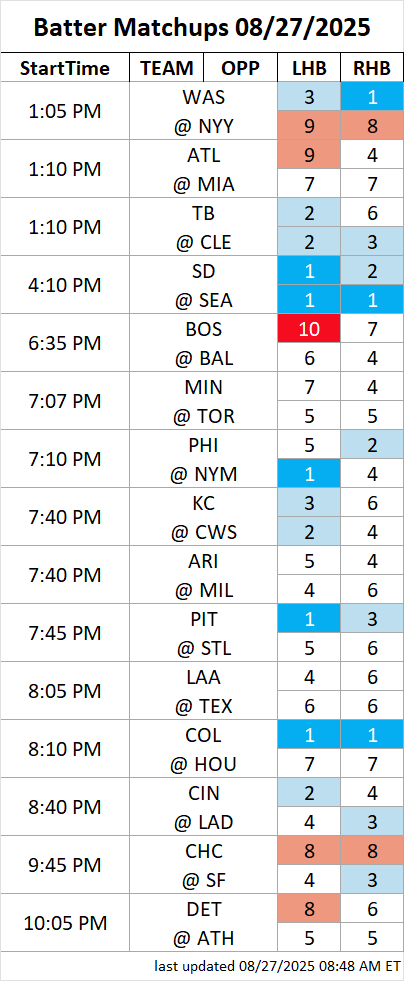 Batter Matchups 08/27/2025
StartTime TEAM OPP LHB RHB
1:05 PM WAS 3 1
@ NYY 9 8
1:10 PM ATL 9 4
@ MIA 7 7
1:10 PM TB 2 6
@ CLE 2 3
4:10 PM SD 1 2
@ SEA 1 1
6:35 PM BOS 10 7
@ BAL 6 4
7:07 PM MIN 7 4
@ TOR 5 5
7:10 PM PHI 5 2
@ NYM 1 4
7:40 PM KC 3 6
@ CWS 2 4
7:40 PM ARI 5 4
@ MIL 4 6
7:45 PM PIT 1 3
@ STL 5 6
8:05 PM LAA 4 6
@ TEX 6 6
8:10 PM COL 1 1
@ HOU 7 7
8:40 PM CIN 2 4
@ LAD 4 3
9:45 PM CHC 8 8
@ SF 4 3
10:05 PM DET 8 6
@ ATH 5 5
last updated 08/27/2025 08:48 AM ET